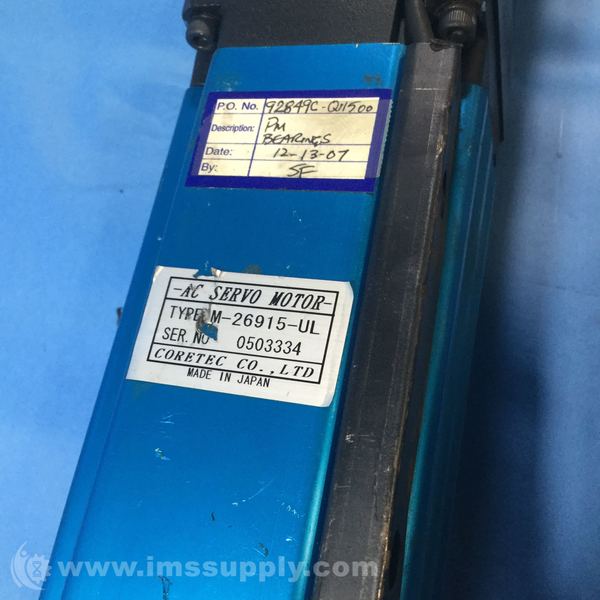 P.O. No. 92849C-Q11500
Description: PM
BEARINGS
Date: 12-13-07
By: SF
-AC SERVO MOTOR-
TYPE M-26915-UL
SER. NO 0503334
CORETEC CO.,LTD
MADE IN JAPAN
www.imssupply.com